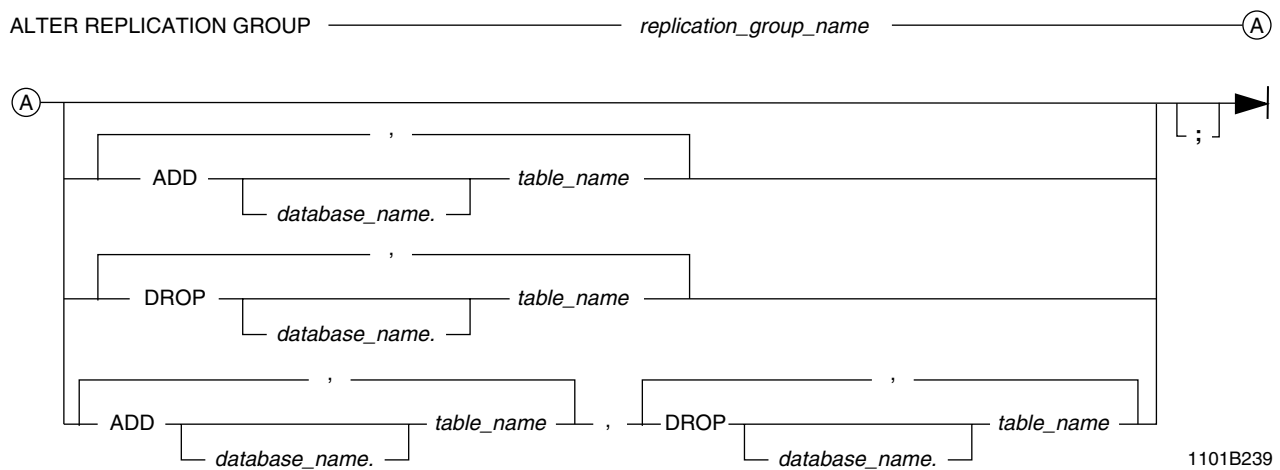 ALTER REPLICATION GROUP replication_group_name A
A
;
,
ADD table_name
database_name.
,
DROP table_name
database_name.
, ,
ADD table_name , DROP table_name
database_name. database_name.
1101B239